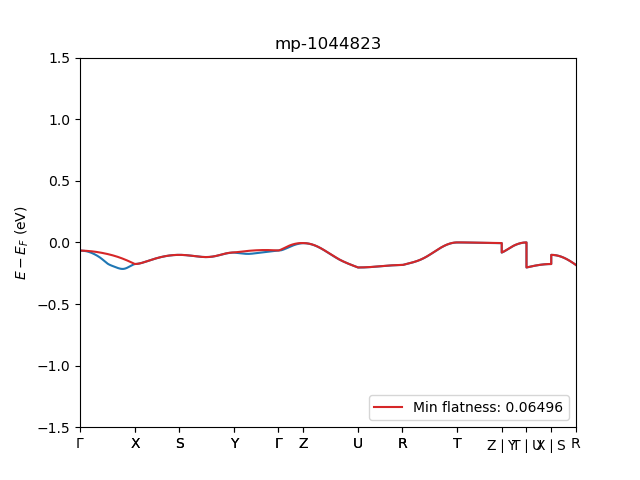 mp-1044823
1.5
1.0
0.5
0.0
−0.5
−1.0
−1.5
E − E_F (eV)
Min flatness: 0.06496
Γ X S Y Γ Z U R T Z | Y T | U X | S R